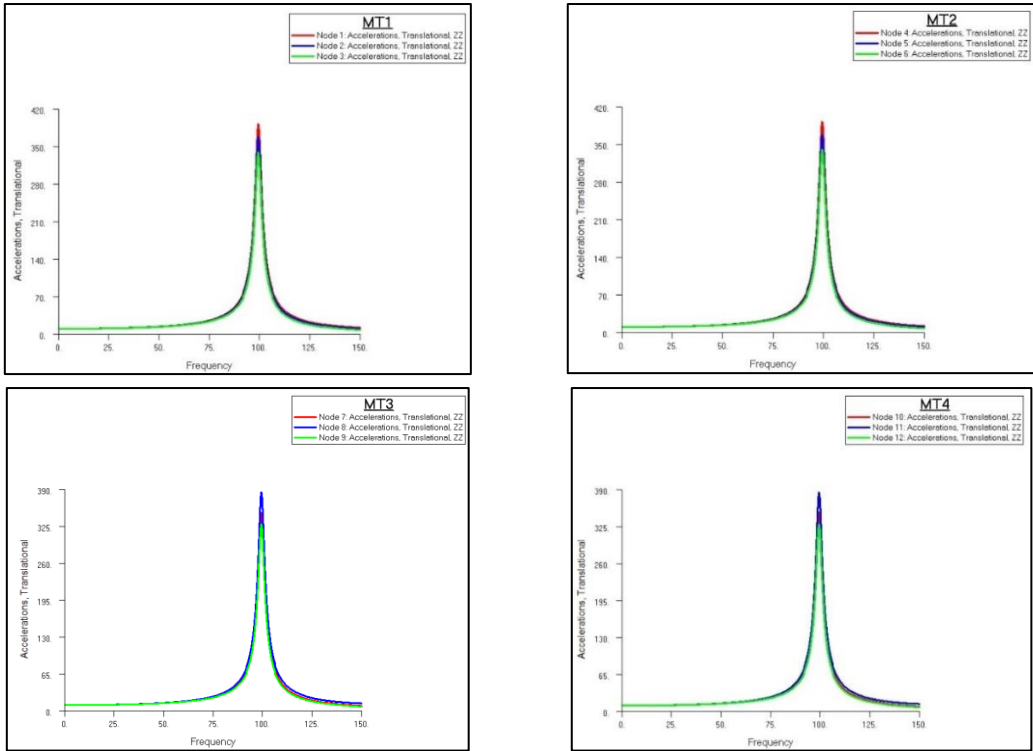 MT1
Node 1: Accelerations, Translational, ZZ
Node 2: Accelerations, Translational, ZZ
Node 3: Accelerations, Translational, ZZ
Accelerations, Translational
420.
350.
280.
210.
140.
70.
0.
0. 25. 50. 75. 100. 125. 150.
Frequency
MT2
Node 4: Accelerations, Translational, ZZ
Node 5: Accelerations, Translational, ZZ
Node 6: Accelerations, Translational, ZZ
Accelerations, Translational
420.
350.
280.
210.
140.
70.
0.
0. 25. 50. 75. 100. 125. 150.
Frequency
MT3
Node 7: Accelerations, Translational, ZZ
Node 8: Accelerations, Translational, ZZ
Node 9: Accelerations, Translational, ZZ
Accelerations, Translational
390.
325.
260.
195.
130.
65.
0.
0. 25. 50. 75. 100. 125. 150.
Frequency
MT4
Node 10: Accelerations, Translational, ZZ
Node 11: Accelerations, Translational, ZZ
Node 12: Accelerations, Translational, ZZ
Accelerations, Translational
390.
325.
260.
195.
130.
65.
0.
0. 25. 50. 75. 100. 125. 150.
Frequency